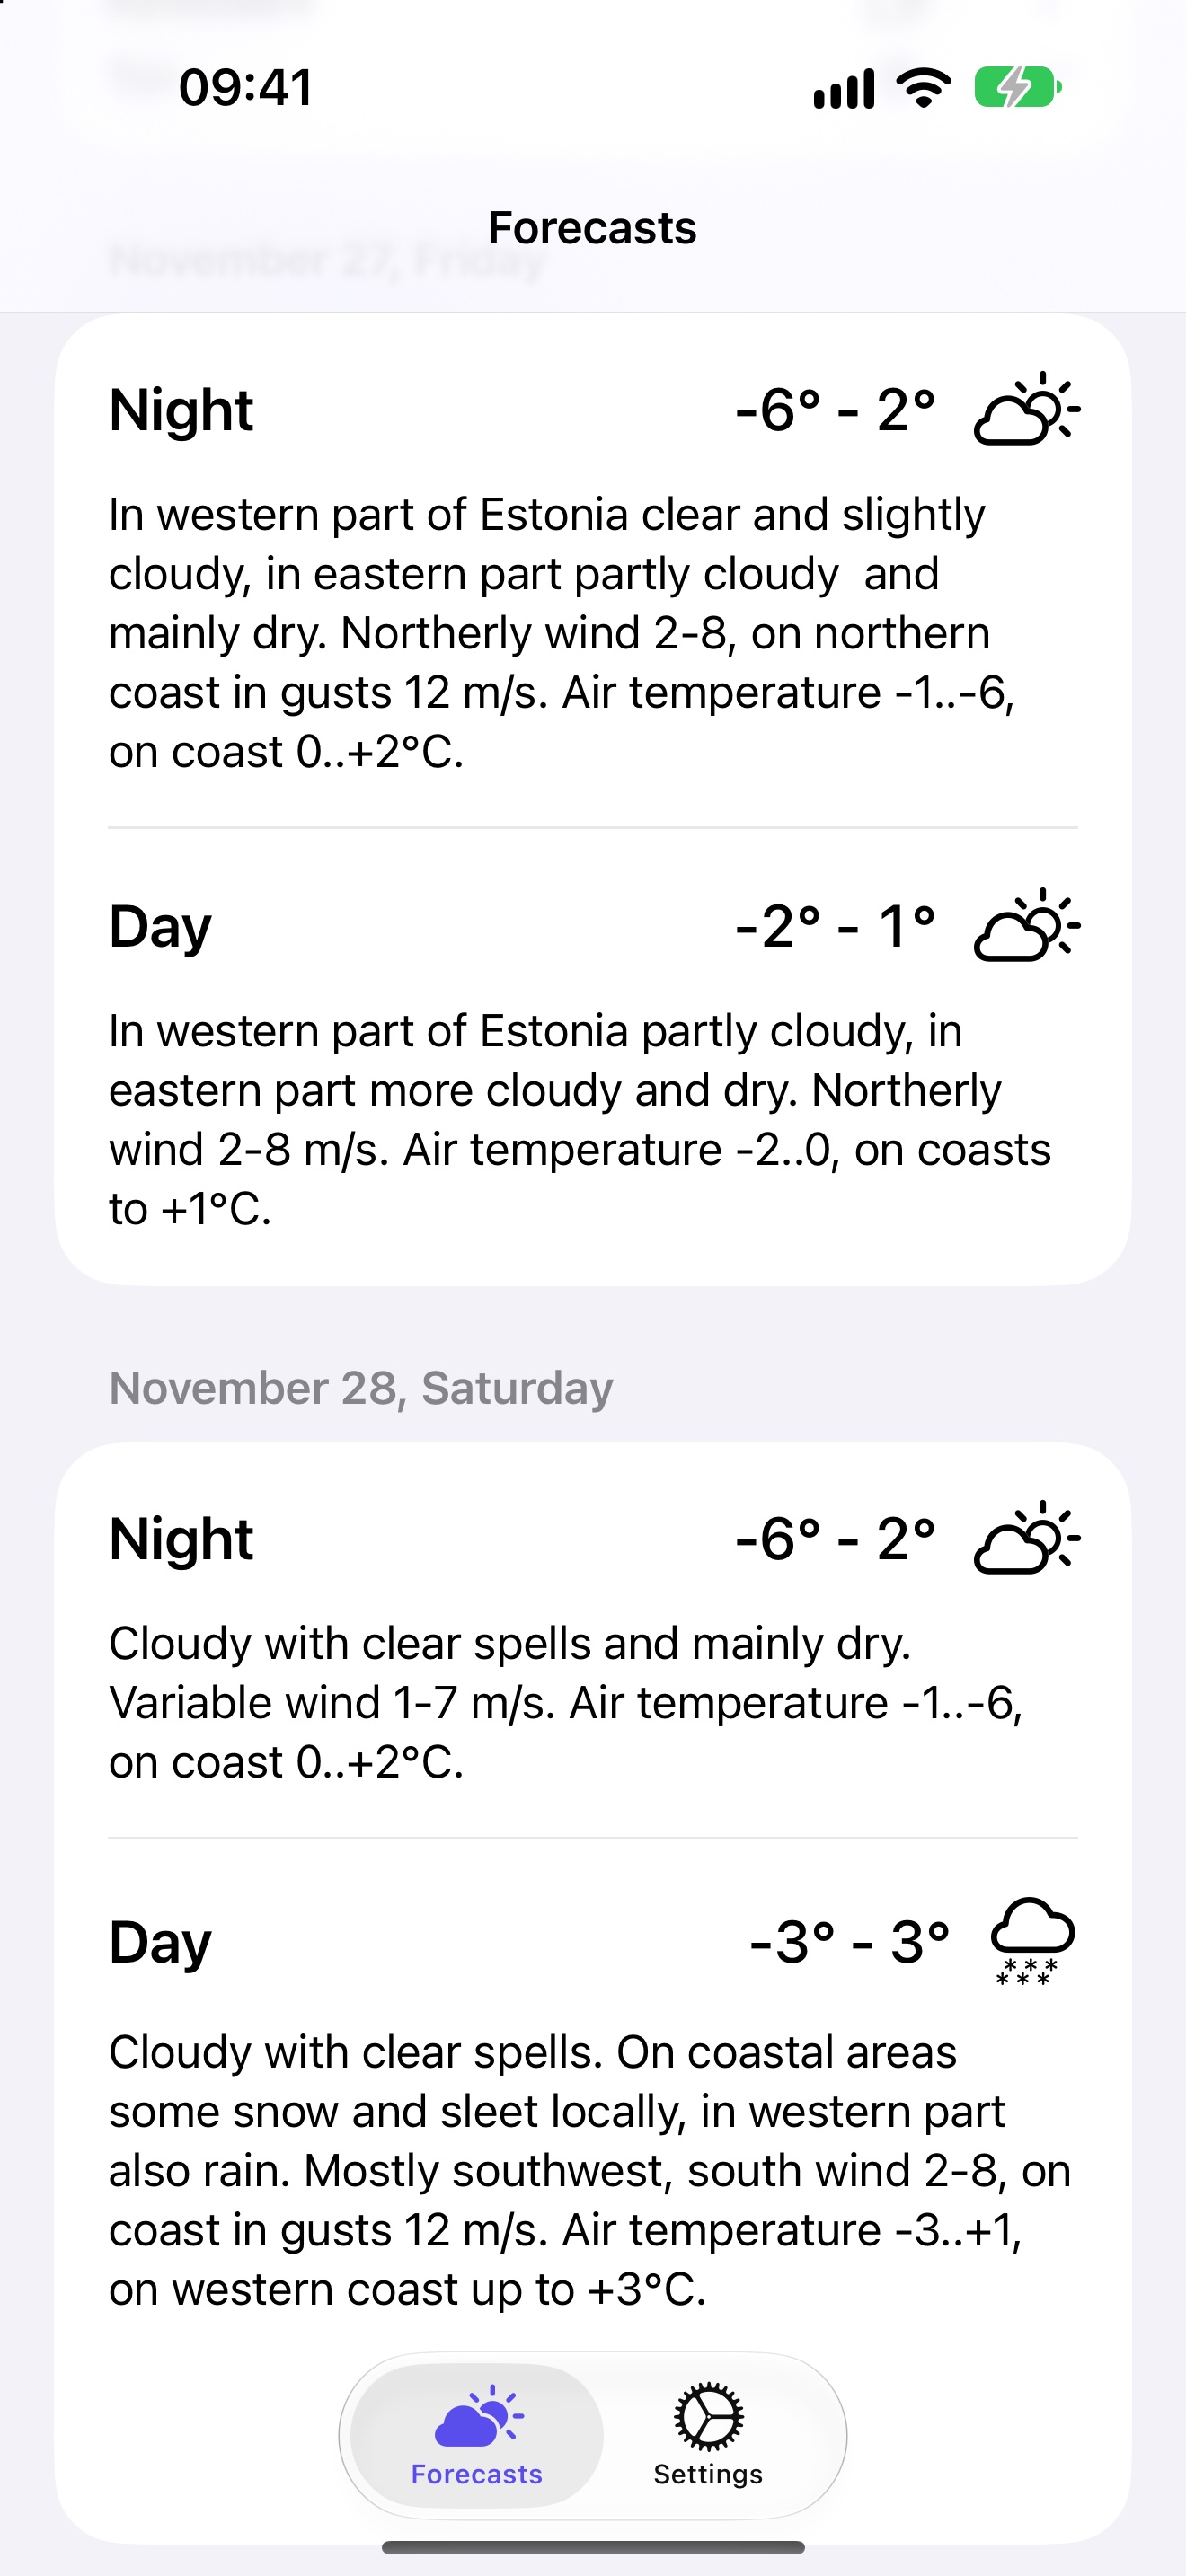 09:41
Forecasts
November 27, Friday
Night
-6° - 2°
In western part of Estonia clear and slightly
cloudy, in eastern part partly cloudy  and
mainly dry. Northerly wind 2-8, on northern
coast in gusts 12 m/s. Air temperature -1..-6,
on coast 0..+2°C.
Day
-2° - 1°
In western part of Estonia partly cloudy, in
eastern part more cloudy and dry. Northerly
wind 2-8 m/s. Air temperature -2..0, on coasts
to +1°C.
November 28, Saturday
Night
-6° - 2°
Cloudy with clear spells and mainly dry.
Variable wind 1-7 m/s. Air temperature -1..-6,
on coast 0..+2°C.
Day
-3° - 3°
Cloudy with clear spells. On coastal areas
some snow and sleet locally, in western part
also rain. Mostly southwest, south wind 2-8, on
coast in gusts 12 m/s. Air temperature -3..+1,
on western coast up to +3°C.
Forecasts
Settings